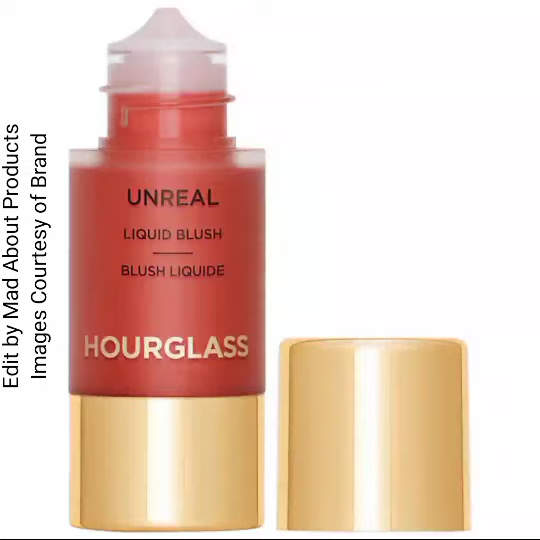 Edit by Mad About Products
Images Courtesy of Brand
UNREAL
LIQUID BLUSH
BLUSH LIQUIDE
HOURGLASS